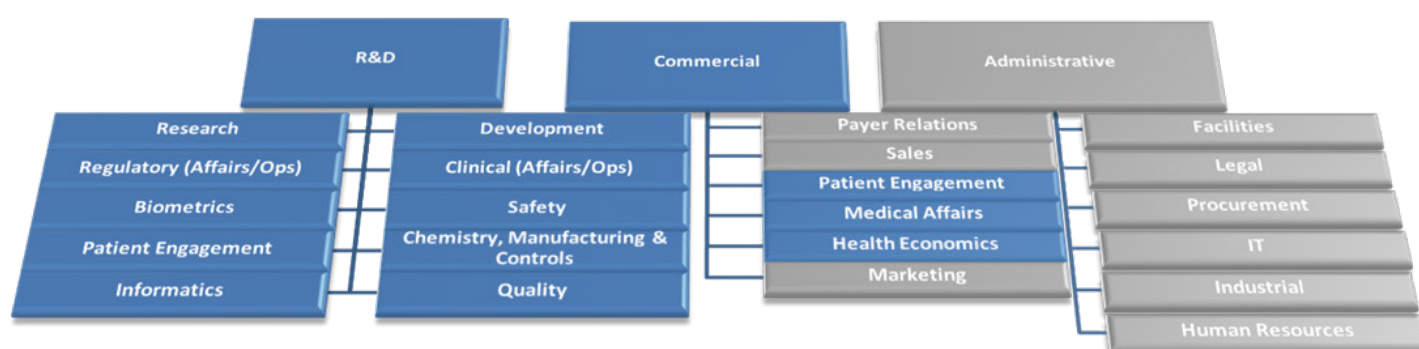 R&D
Commercial
Administrative
Research
Development
Payer Relations
Facilities
Regulatory (Affairs/Ops)
Clinical (Affairs/Ops)
Sales
Legal
Biometrics
Safety
Patient Engagement
Procurement
Patient Engagement
Chemistry, Manufacturing &
Controls
Medical Affairs
IT
Informatics
Quality
Health Economics
Industrial
Marketing
Human Resources